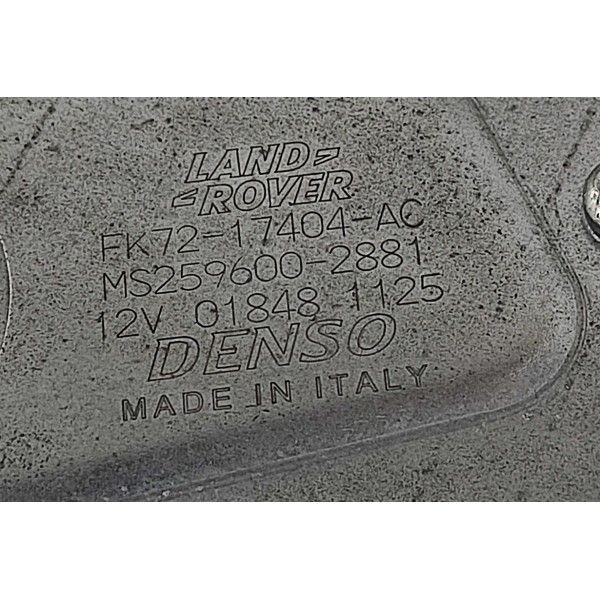 LAND
ROVER
FK72-17404-AC
MS259600-2881
12V 01848 1125
DENSO
MADE IN ITALY